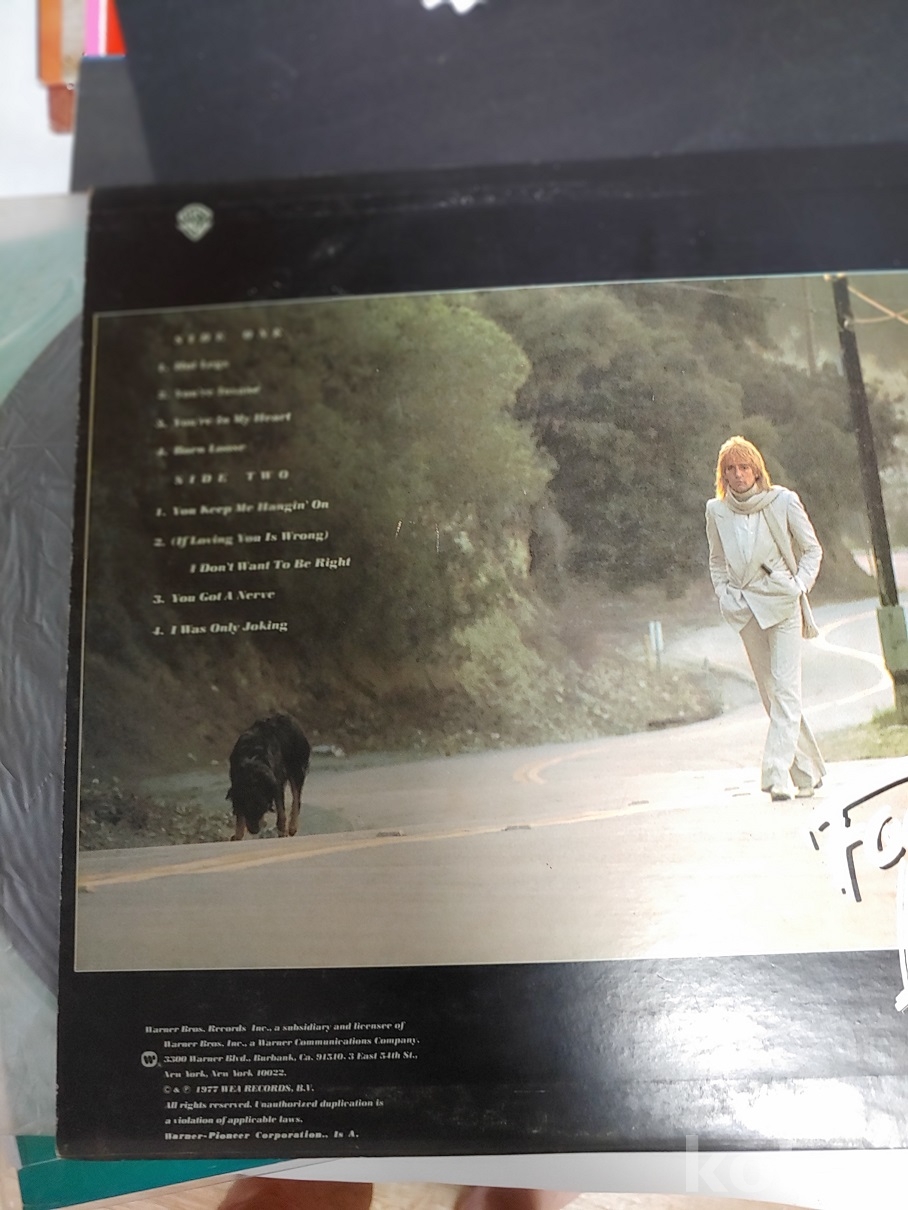 SIDE ONE
1. Hot Legs
2. You're Insane
3. You're In My Heart
4. Born Loose
SIDE TWO
1. You Keep Me Hangin' On
2. (If Loving You Is Wrong)
I Don't Want To Be Right
3. You Got A Nerve
4. I Was Only Joking
Warner Bros. Records Inc., a subsidiary and licensee of
Warner Bros. Inc., a Warner Communications Company.
3300 Warner Blvd., Burbank, Ca. 91510. 3 East 54th St.,
New York, New York 10022.
© & ℗ 1977 WEA RECORDS, B.V.
All rights reserved. Unauthorized duplication is
a violation of applicable laws.
Warner-Pioneer Corporation.,